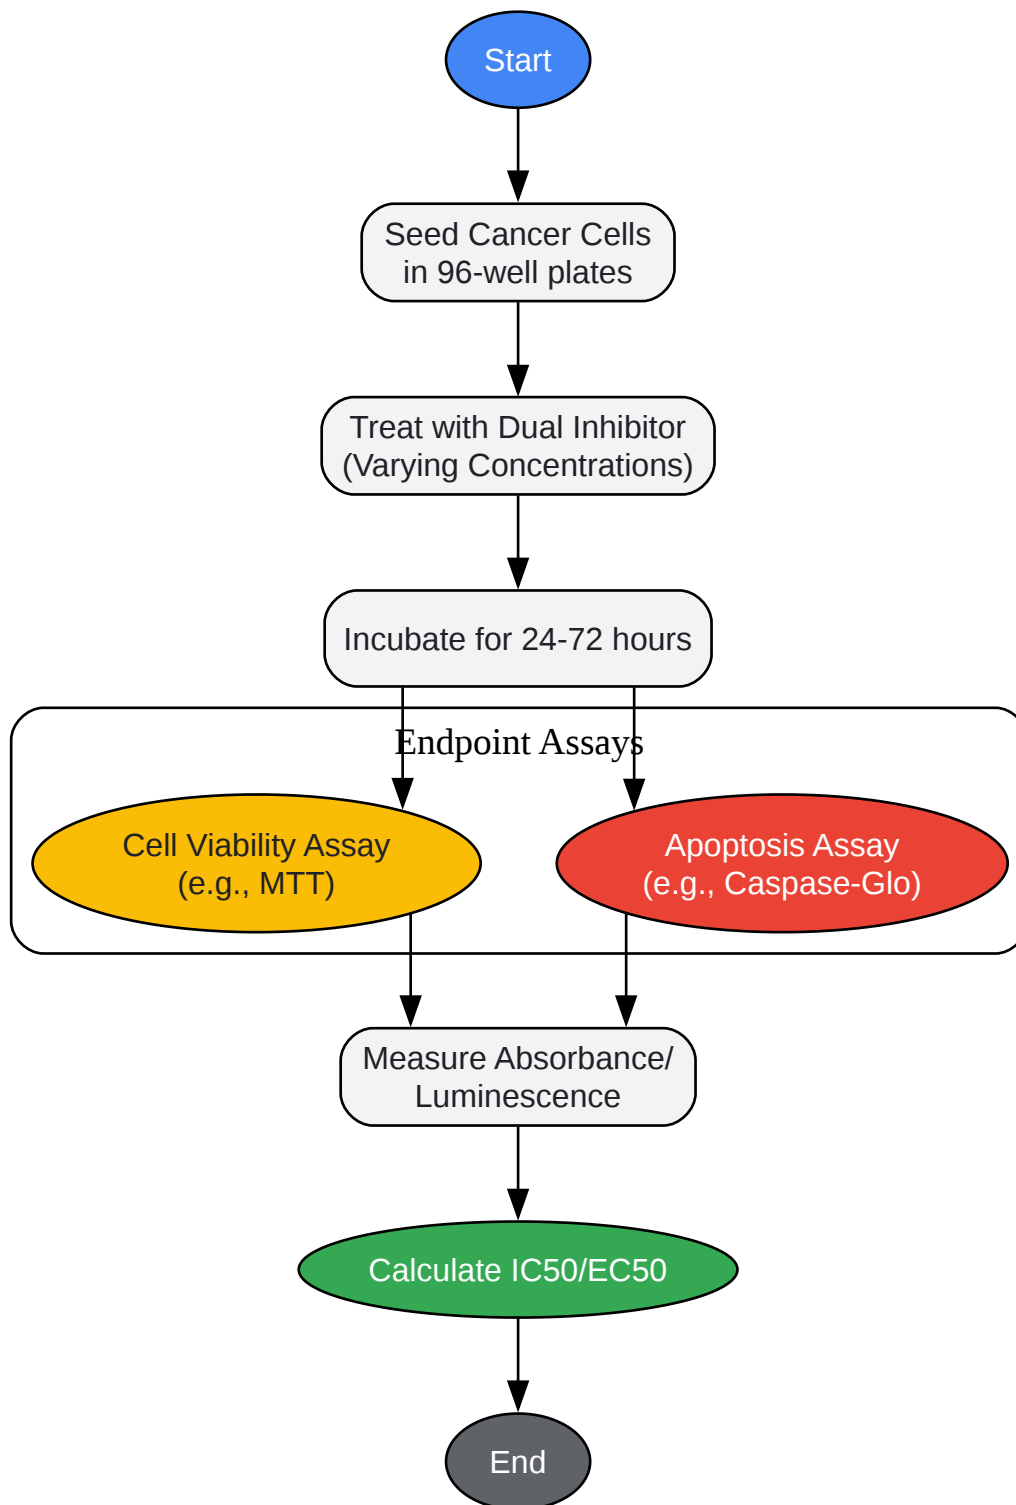 Start
Seed Cancer Cells
in 96-well plates
Treat with Dual Inhibitor
(Varying Concentrations)
Incubate for 24-72 hours
Endpoint Assays
Cell Viability Assay
(e.g., MTT)
Apoptosis Assay
(e.g., Caspase-Glo)
Measure Absorbance/
Luminescence
Calculate IC50/EC50
End